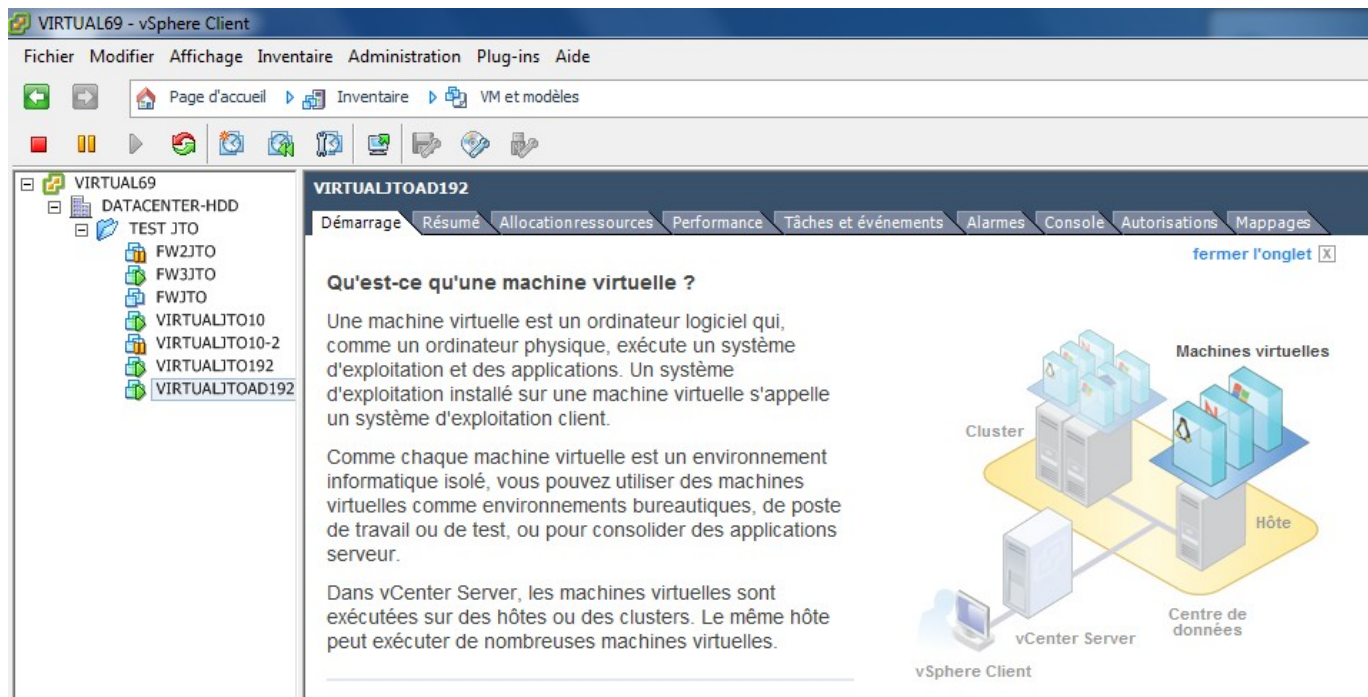 VIRTUAL69 - vSphere Client
Fichier Modifier Affichage Inventaire Administration Plug-ins Aide
Page d'accueil Inventaire VM et modèles
VIRTUAL69
DATACENTER-HDD
TEST JTO
FW2JTO
FW3JTO
FWJTO
VIRTUALJTO10
VIRTUALJTO10-2
VIRTUALJTO192
VIRTUALJTOAD192
VIRTUALJTOAD192
Démarrage Résumé Allocation ressources Performance Tâches et événements Alarmes Console Autorisations Mappages
fermer l'onglet X
Qu'est-ce qu'une machine virtuelle ?
Une machine virtuelle est un ordinateur logiciel qui,
comme un ordinateur physique, exécute un système
d'exploitation et des applications. Un système
d'exploitation installé sur une machine virtuelle s'appelle
un système d'exploitation client.
Comme chaque machine virtuelle est un environnement
informatique isolé, vous pouvez utiliser des machines
virtuelles comme environnements bureautiques, de poste
de travail ou de test, ou pour consolider des applications
serveur.
Dans vCenter Server, les machines virtuelles sont
exécutées sur des hôtes ou des clusters. Le même hôte
peut exécuter de nombreuses machines virtuelles.
Machines virtuelles
Cluster
Hôte
Centre de
données
vCenter Server
vSphere Client